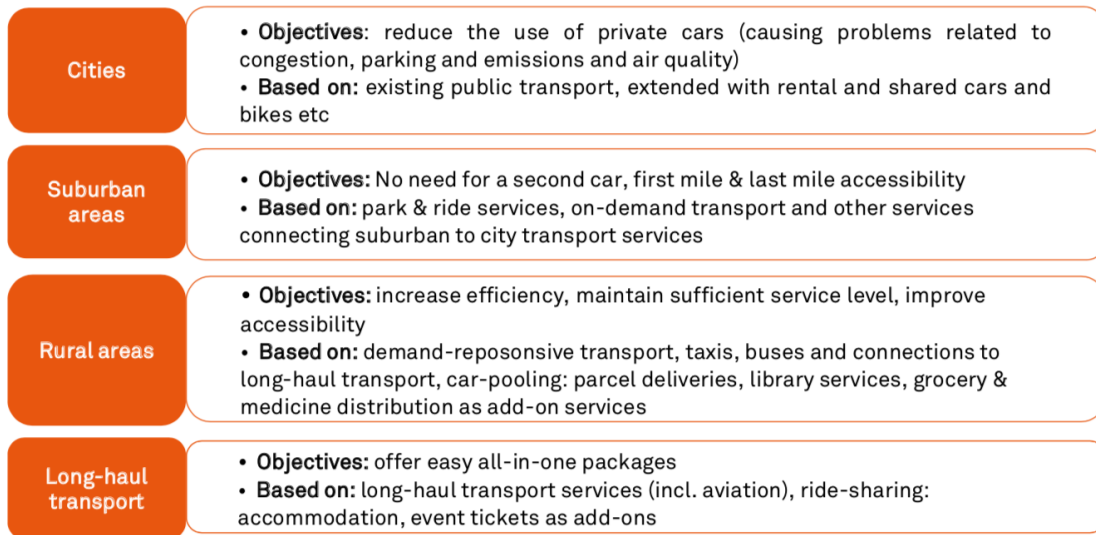 Cities
• Objectives: reduce the use of private cars (causing problems related to
congestion, parking and emissions and air quality)
• Based on: existing public transport, extended with rental and shared cars and
bikes etc
Suburban
areas
• Objectives: No need for a second car, first mile & last mile accessibility
• Based on: park & ride services, on-demand transport and other services
connecting suburban to city transport services
Rural areas
• Objectives: increase efficiency, maintain sufficient service level, improve
accessibility
• Based on: demand-reposonsive transport, taxis, buses and connections to
long-haul transport, car-pooling: parcel deliveries, library services, grocery &
medicine distribution as add-on services
Long-haul
transport
• Objectives: offer easy all-in-one packages
• Based on: long-haul transport services (incl. aviation), ride-sharing:
accommodation, event tickets as add-ons